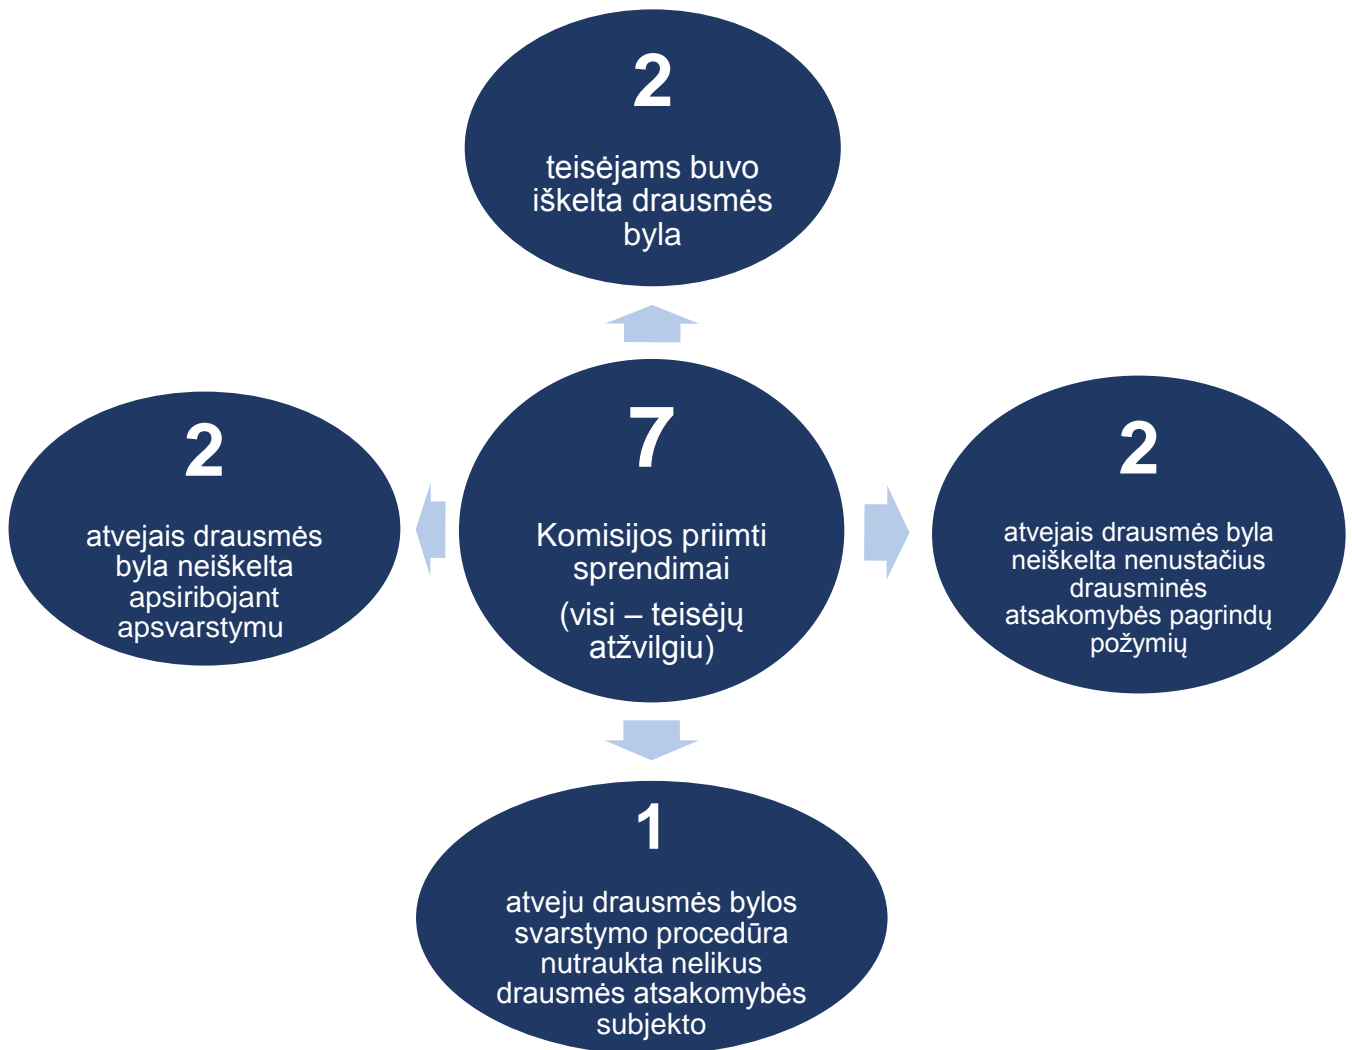 2
teisėjams buvo
iškelta drausmės
byla
2
atvejais drausmės
byla neiškelta
apsiribojant
apsvarstymu
7
Komisijos priimti
sprendimai
(visi – teisėjų
atžvilgiu)
2
atvejais drausmės byla
neiškelta nenustačius
drausminės
atsakomybės pagrindų
požymių
1
atveju drausmės bylos
svarstymo procedūra
nutraukta nelikus
drausmės atsakomybės
subjekto